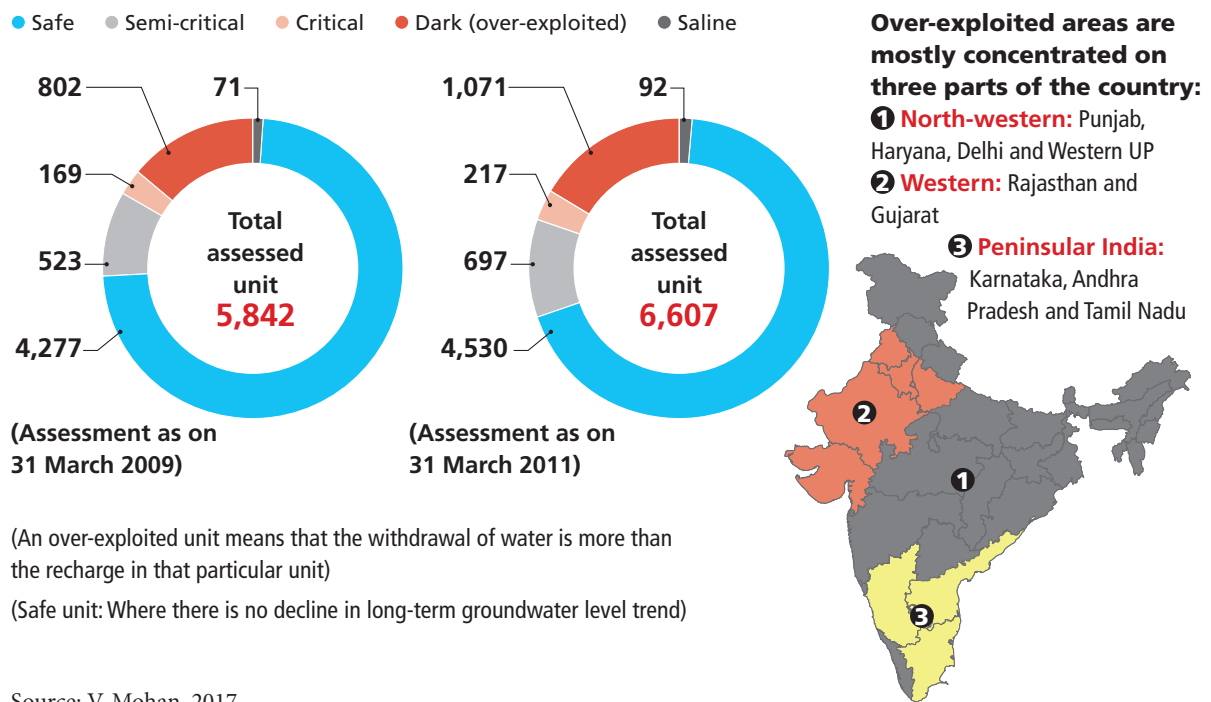 Safe Semi-critical Critical Dark (over-exploited) Saline
802
71
169
523
4,277
Total
assessed
unit
5,842
(Assessment as on
31 March 2009)
1,071
92
217
697
4,530
Total
assessed
unit
6,607
(Assessment as on
31 March 2011)
(An over-exploited unit means that the withdrawal of water is more than
the recharge in that particular unit)
(Safe unit: Where there is no decline in long-term groundwater level trend)
Source: V. Mohan, 2017
Over-exploited areas are
mostly concentrated on
three parts of the country:
1 North-western: Punjab,
Haryana, Delhi and Western UP
2 Western: Rajasthan and
Gujarat
3 Peninsular India:
Karnataka, Andhra
Pradesh and Tamil Nadu
2
1
3